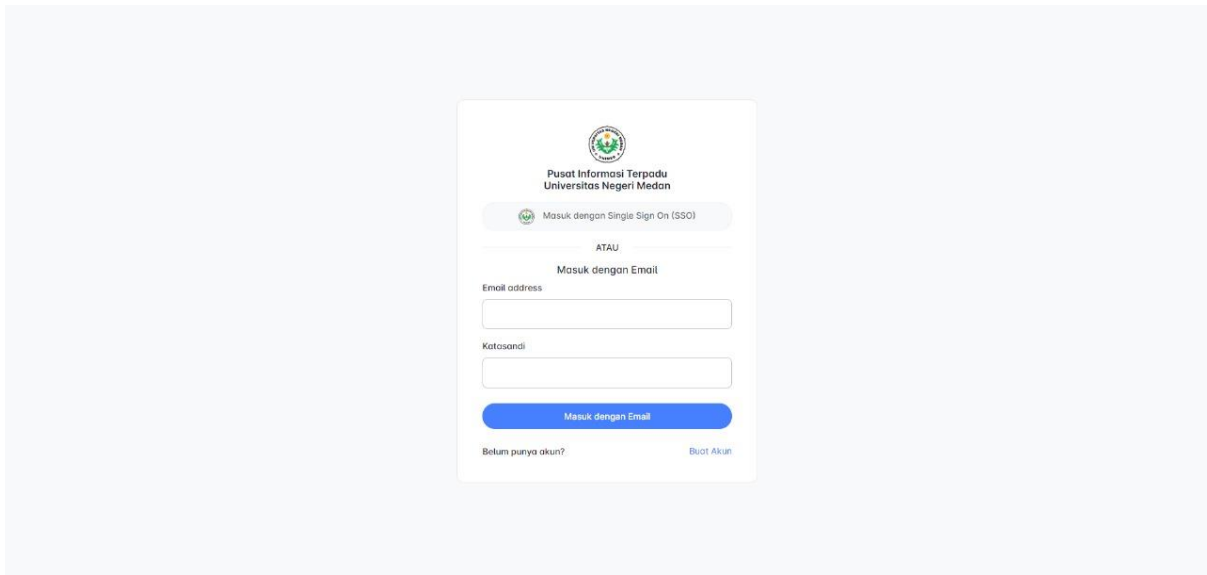 Pusat Informasi Terpadu
Universitas Negeri Medan
Masuk dengan Single Sign On (SSO)
ATAU
Masuk dengan Email
Email address
Katasandi
Masuk dengan Email
Belum punya akun? Buat Akun